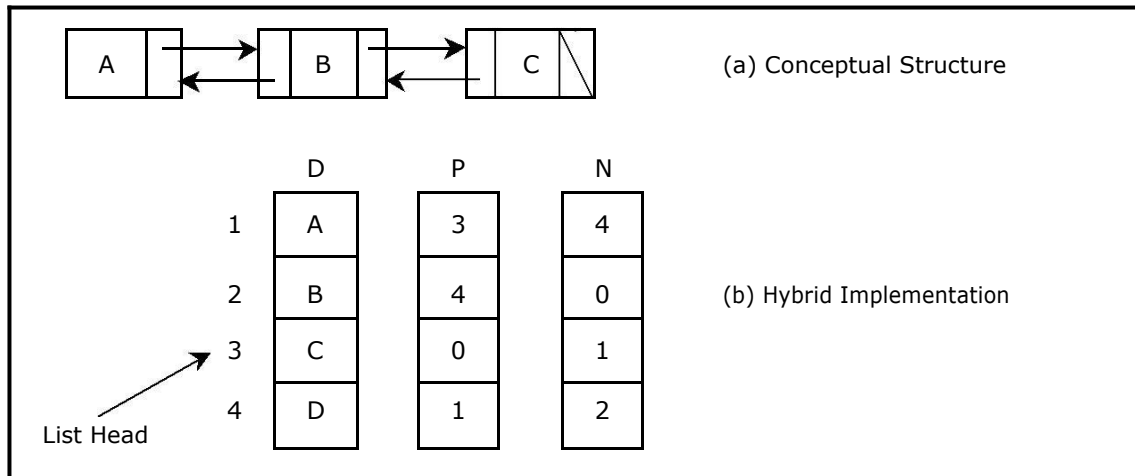 A B C (a) Conceptual Structure
D P N
1 A 3 4
2 B 4 0 (b) Hybrid Implementation
3 C 0 1
4 D 1 2
List Head